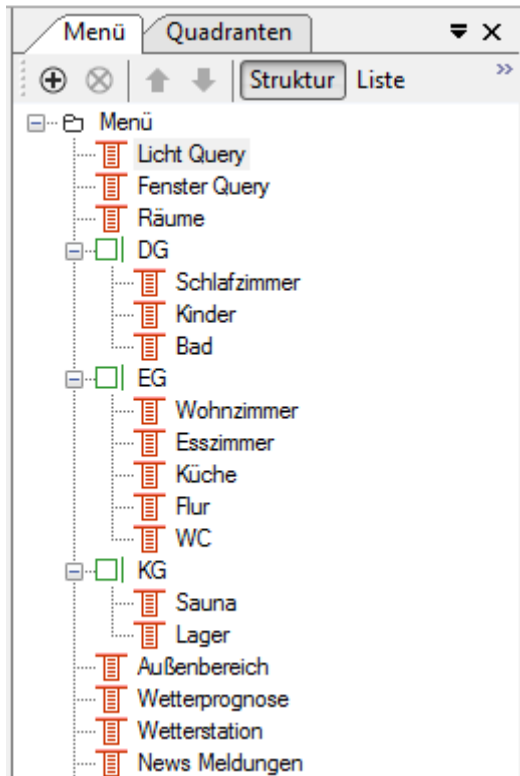 Menü Quadranten
Struktur Liste
Menü
Licht Query
Fenster Query
Räume
DG
Schlafzimmer
Kinder
Bad
EG
Wohnzimmer
Esszimmer
Küche
Flur
WC
KG
Sauna
Lager
Außenbereich
Wetterprognose
Wetterstation
News Meldungen